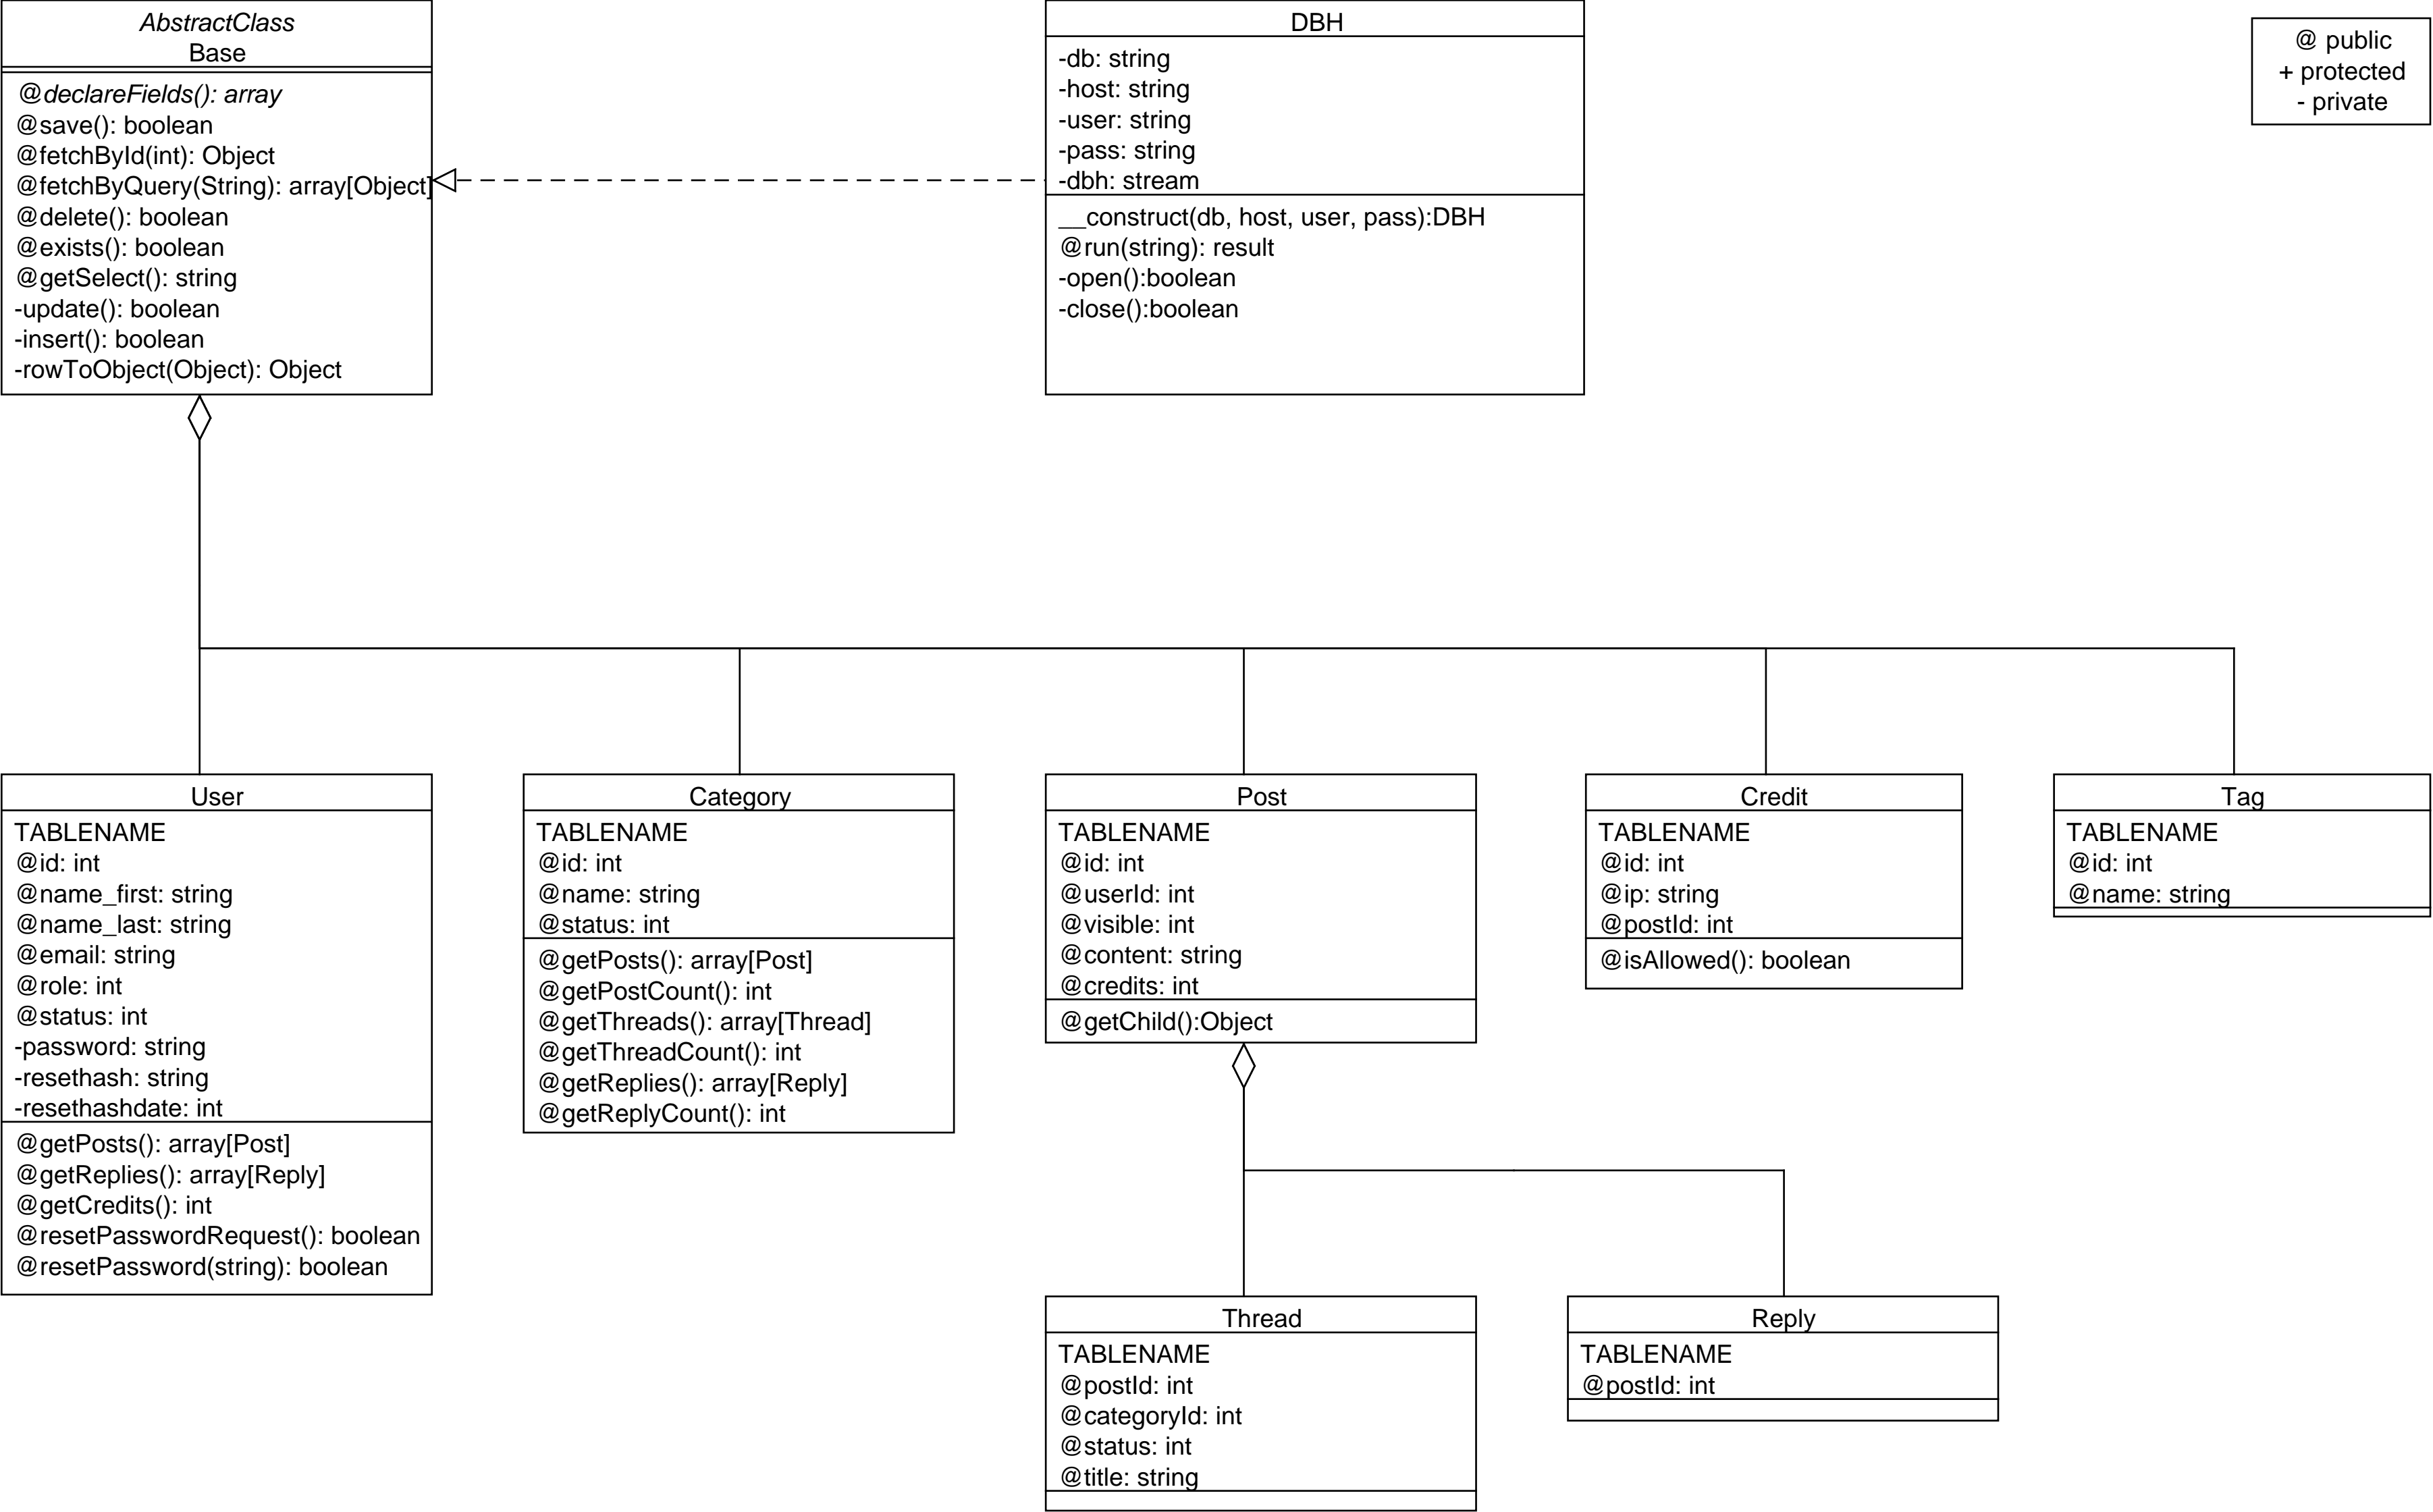 AbstractClass
Base
@declareFields(): array
@save(): boolean
@fetchById(int): Object
@fetchByQuery(String): array[Object]
@delete(): boolean
@exists(): boolean
@getSelect(): string
-update(): boolean
-insert(): boolean
-rowToObject(Object): Object
DBH
-db: string
-host: string
-user: string
-pass: string
-dbh: stream
__construct(db, host, user, pass):DBH
@run(string): result
-open():boolean
-close():boolean
@ public
+ protected
- private
User
TABLENAME
@id: int
@name_first: string
@name_last: string
@email: string
@role: int
@status: int
-password: string
-resethash: string
-resethashdate: int
@getPosts(): array[Post]
@getReplies(): array[Reply]
@getCredits(): int
@resetPasswordRequest(): boolean
@resetPassword(string): boolean
Category
TABLENAME
@id: int
@name: string
@status: int
@getPosts(): array[Post]
@getPostCount(): int
@getThreads(): array[Thread]
@getThreadCount(): int
@getReplies(): array[Reply]
@getReplyCount(): int
Post
TABLENAME
@id: int
@userId: int
@visible: int
@content: string
@credits: int
@getChild():Object
Credit
TABLENAME
@id: int
@ip: string
@postId: int
@isAllowed(): boolean
Tag
TABLENAME
@id: int
@name: string
Thread
TABLENAME
@postId: int
@categoryId: int
@status: int
@title: string
Reply
TABLENAME
@postId: int